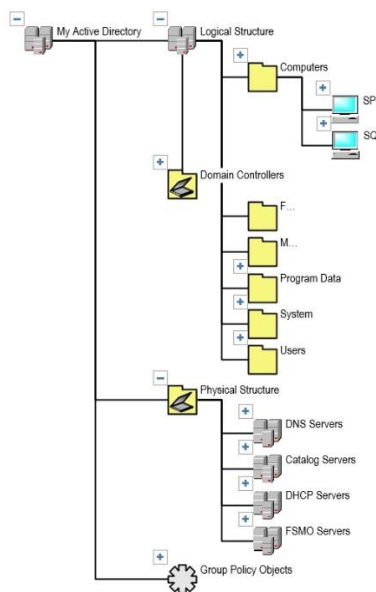 My Active Directory
Logical Structure
Computers
SP
SQ
Domain Controllers
F...
M...
Program Data
System
Users
Physical Structure
DNS Servers
Catalog Servers
DHCP Servers
FSMO Servers
Group Policy Objects